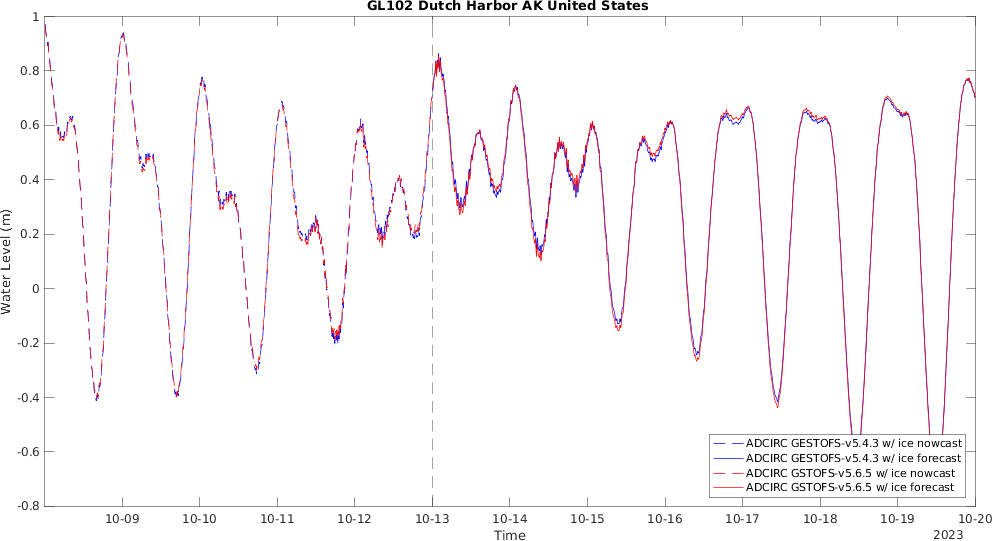 GL102 Dutch Harbor AK United States
1
0.8
0.6
0.4
0.2
0
-0.2
-0.4
-0.6
-0.8
Water Level (m)
ADCIRC GESTOFS-v5.4.3 w/ ice nowcast
ADCIRC GESTOFS-v5.4.3 w/ ice forecast
ADCIRC GSTOFS-v5.6.5 w/ ice nowcast
ADCIRC GSTOFS-v5.6.5 w/ ice forecast
10-09 10-10 10-11 10-12 10-13 10-14 10-15 10-16 10-17 10-18 10-19 10-20
Time
2023